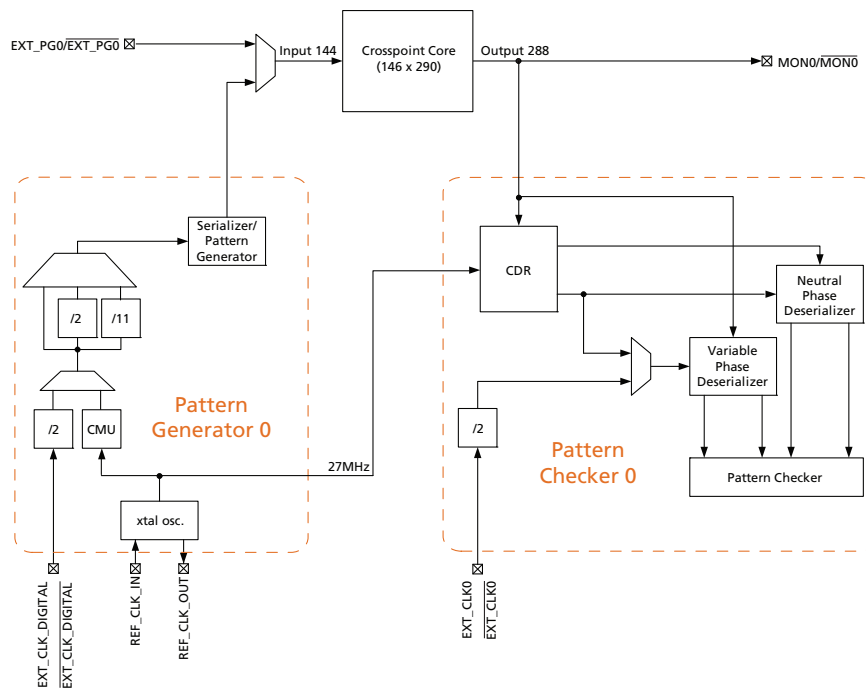 EXT_PG0/EXT_PG0
Input 144
Crosspoint Core
(146 x 290)
Output 288
MON0/MON0
Serializer/
Pattern
Generator
/2
/11
/2
CMU
Pattern
Generator 0
xtal osc.
27MHz
CDR
Neutral
Phase
Deserializer
Variable
Phase
Deserializer
/2
Pattern
Checker 0
Pattern Checker
EXT_CLK_DIGITAL
EXT_CLK_DIGITAL
REF_CLK_IN
REF_CLK_OUT
EXT_CLK0
EXT_CLK0